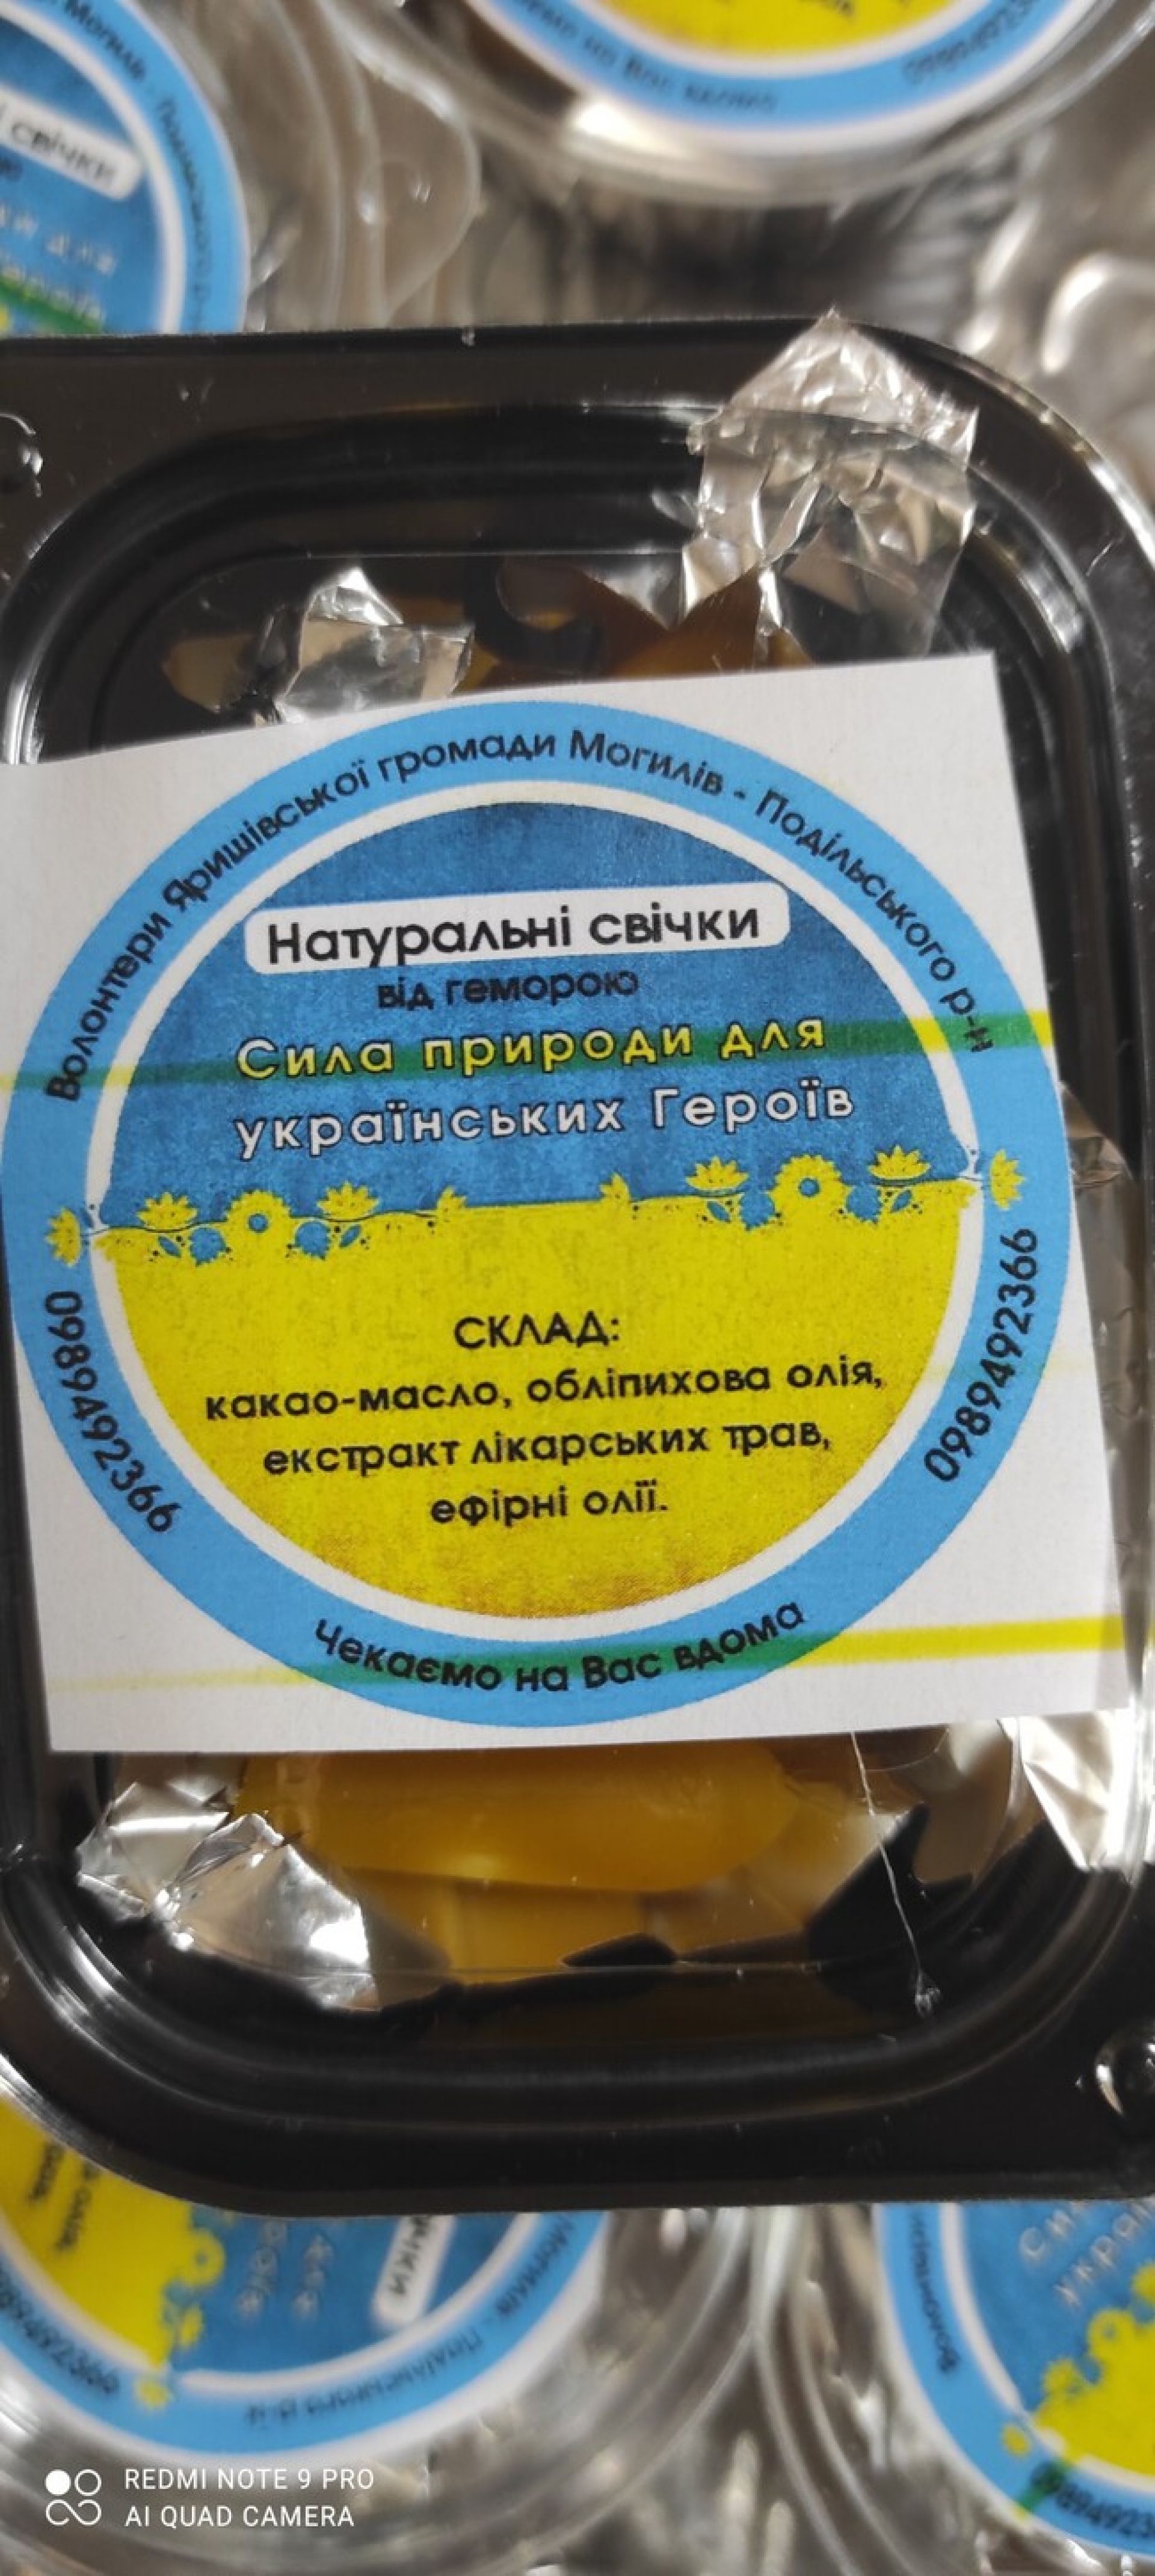 свічки
Волонтери Яришівської громади Могилів - Подільського р-н
Натуральні свічки
від геморою
Сила природи для
українських Героїв
СКЛАД:
какао-масло, обліпихова олія,
екстракт лікарських трав,
ефірні олії.
0989492366
0989492366
Чекаємо на Вас вдома
REDMI NOTE 9 PRO
AI QUAD CAMERA